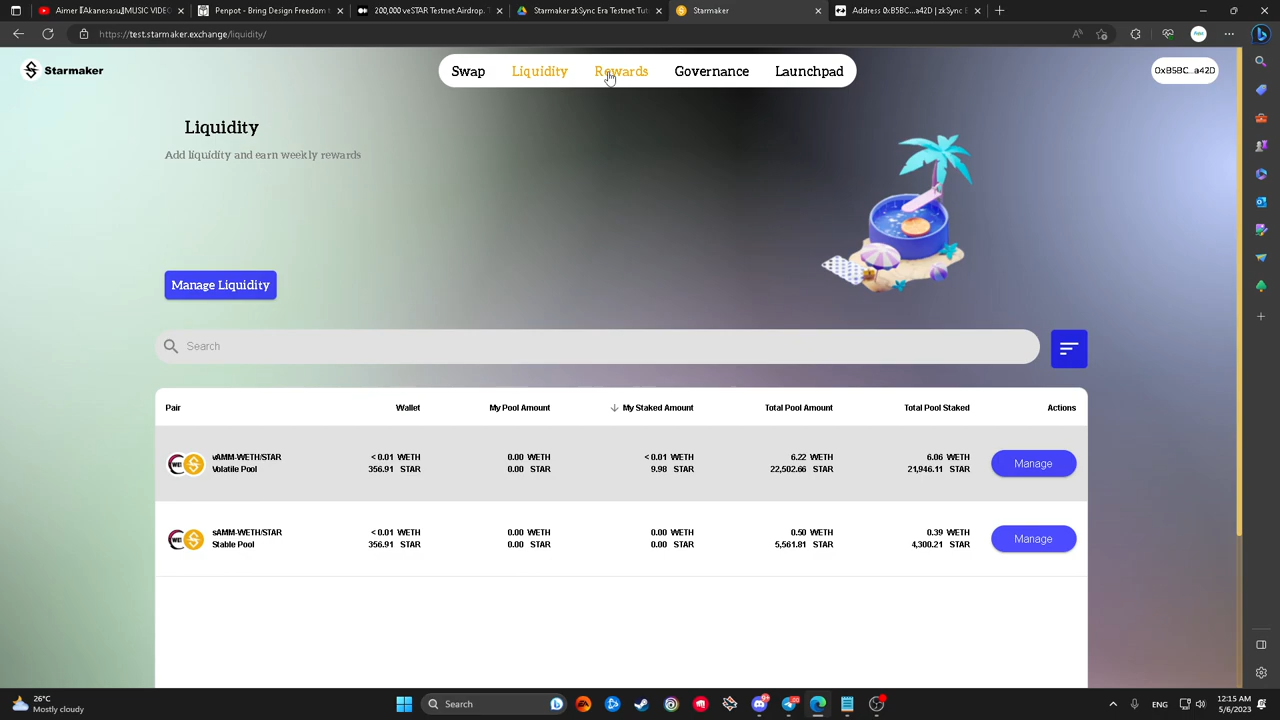 Aimer『Akanesasu』MUSIC VIDEO
Penpot - Bring Design Freedom t
200,000 veSTAR Testnet Airdrop. T
Starmaker zkSync Era Testnet Tut
Starmaker
Address 0xB5BC...a42D | zkSync E
https://test.starmaker.exchange/liquidity/
Starmaker
Swap Liquidity Rewards Governance Launchpad
0xB5BC...a42D
Liquidity
Add liquidity and earn weekly rewards
Manage Liquidity
Search
Pair Wallet My Pool Amount My Staked Amount Total Pool Amount Total Pool Staked Actions
vAMM-WETH/STAR < 0.01 WETH 0.00 WETH < 0.01 WETH 6.22 WETH 6.06 WETH
Volatile Pool 356.91 STAR 0.00 STAR 9.98 STAR 22,502.66 STAR 21,946.11 STAR
Manage
sAMM-WETH/STAR < 0.01 WETH 0.00 WETH 0.00 WETH 0.50 WETH 0.39 WETH
Stable Pool 356.91 STAR 0.00 STAR 0.00 STAR 5,561.81 STAR 4,300.21 STAR
Manage
26°C
Mostly cloudy
Search
ENG
12:15 AM
5/6/2023